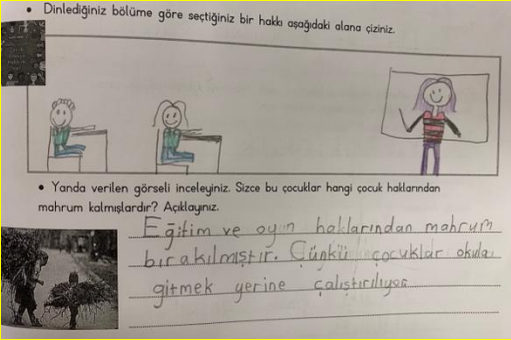 • Dinlediğiniz bölüme göre seçtiğiniz bir hakkı aşağıdaki alana çiziniz.
• Yanda verilen görseli inceleyiniz. Sizce bu çocuklar hangi çocuk haklarından
mahrum kalmışlardır? Açıklayınız.
Eğitim ve oyun haklarından mahrum
bırakılmıştır. Çünkü çocuklar okula
gitmek yerine çalıştırılıyor